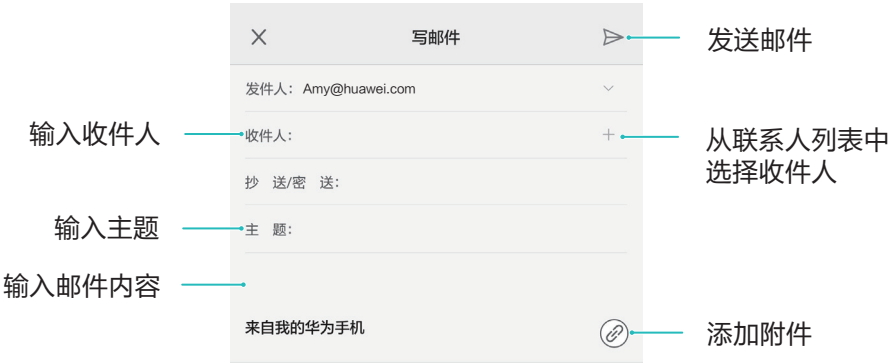 写邮件
发送邮件
发件人：Amy@huawei.com
输入收件人
收件人：
从联系人列表中
选择收件人
抄 送/密 送：
输入主题
主 题：
输入邮件内容
来自我的华为手机
添加附件